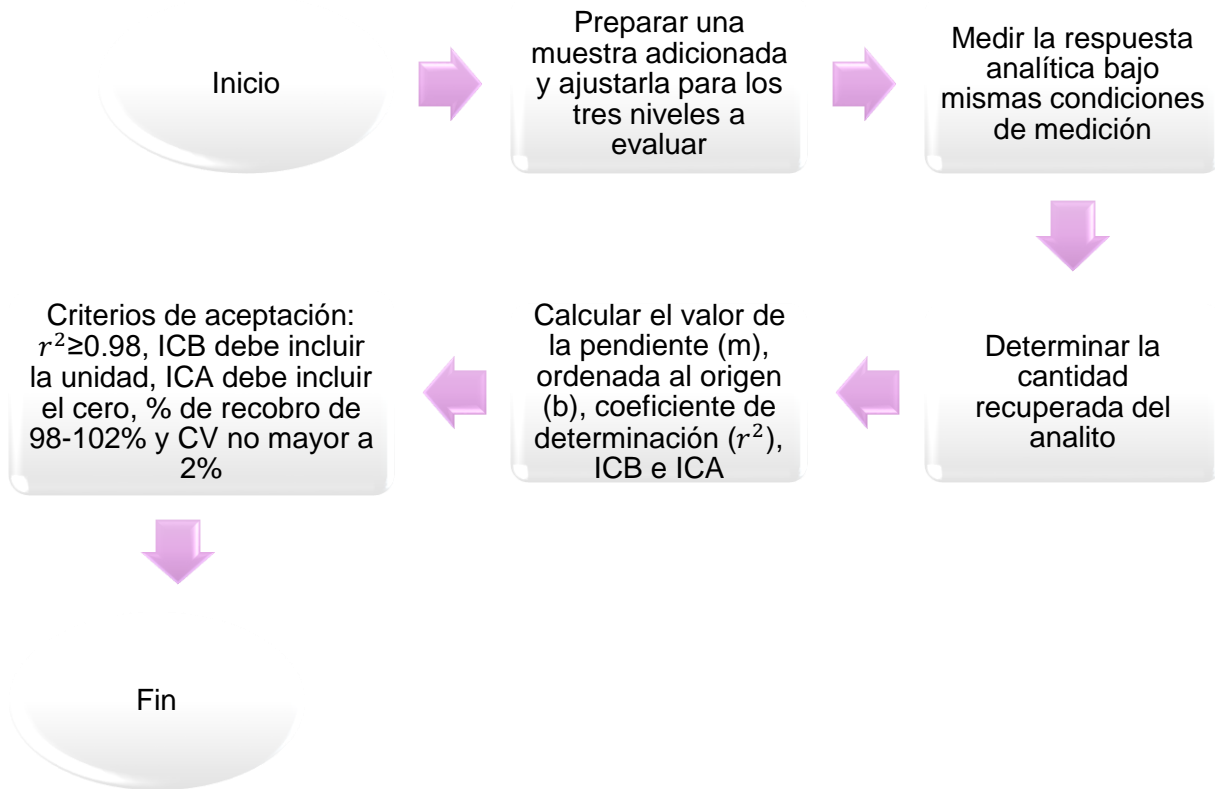 Inicio
Preparar una
muestra adicionada
y ajustarla para los
tres niveles a
evaluar
Medir la respuesta
analítica bajo
mismas condiciones
de medición
Determinar la
cantidad
recuperada del
analito
Calcular el valor de
la pendiente (m),
ordenada al origen
(b), coeficiente de
determinación (𝑟²),
ICB e ICA
Criterios de aceptación:
𝑟²≥0.98, ICB debe incluir
la unidad, ICA debe incluir
el cero, % de recobro de
98-102% y CV no mayor a
2%
Fin